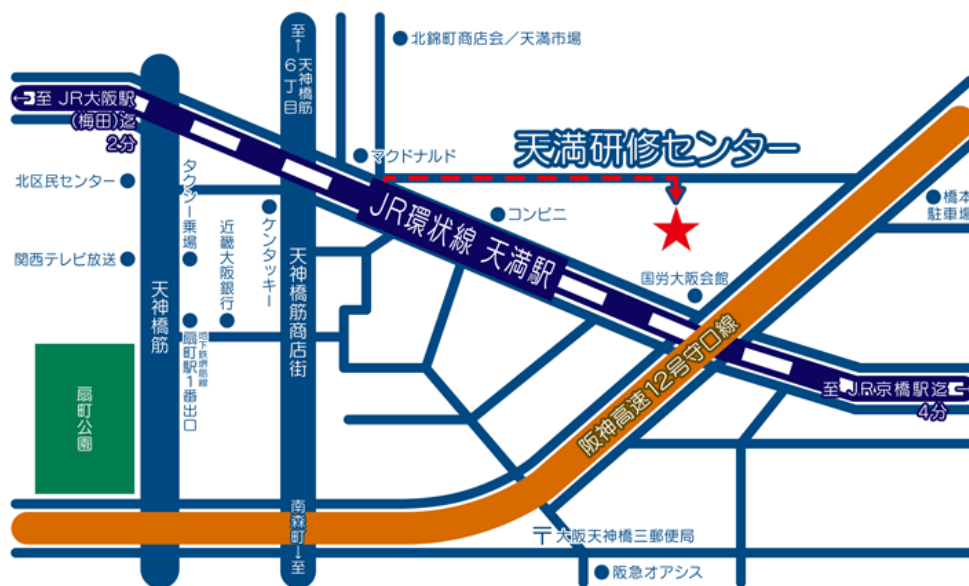 北錦町商店会／天満市場
至↑
天神橋筋
6丁目
←至 JR大阪駅
(梅田)迄
2分
マクドナルド
天満研修センター
北区民センター
タクシー乗場
ケンタッキー
JR環状線 天満駅
コンビニ
橋本
駐車場
関西テレビ放送
近畿大阪銀行
天神橋筋
天神橋筋商店街
国労大阪会館
地下鉄堺筋線
扇町駅1番出口
扇町公園
阪神高速12号守口線
至 JR京橋駅迄
4分
南森町↓至
〒大阪天神橋三郵便局
阪急オアシス